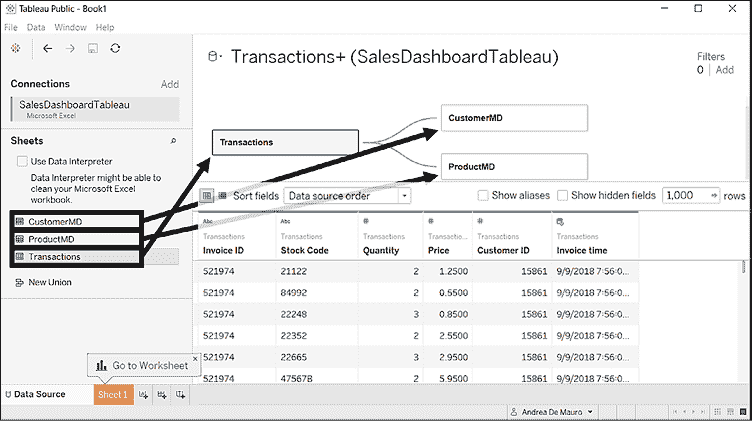 Tableau Public - Book1
File Data Window Help
Connections Add
SalesDashboardTableau
Microsoft Excel
Sheets
Use Data Interpreter
Data Interpreter might be able to
clean your Microsoft Excel
workbook.
CustomerMD
ProductMD
Transactions
New Union
Transactions+ (SalesDashboardTableau)
Filters
0 | Add
Transactions
CustomerMD
ProductMD
Sort fields Data source order Show aliases Show hidden fields 1,000 rows
Abc Abc # # #
Transactions Transactions Transactions Transactio... Transactions Transactions
Invoice ID Stock Code Quantity Price Customer ID Invoice time
521974 21122 2 1.2500 15861 9/9/2018 7:56:0...
521974 84992 2 0.5500 15861 9/9/2018 7:56:0...
521974 22248 3 0.8500 15861 9/9/2018 7:56:0...
521974 22352 2 2.5500 15861 9/9/2018 7:56:0...
521974 22665 3 2.9500 15861 9/9/2018 7:56:0...
521974 47567B 2 5.9500 15861 9/9/2018 7:56:0...
Go to Worksheet
Data Source Sheet 1
Andrea De Mauro